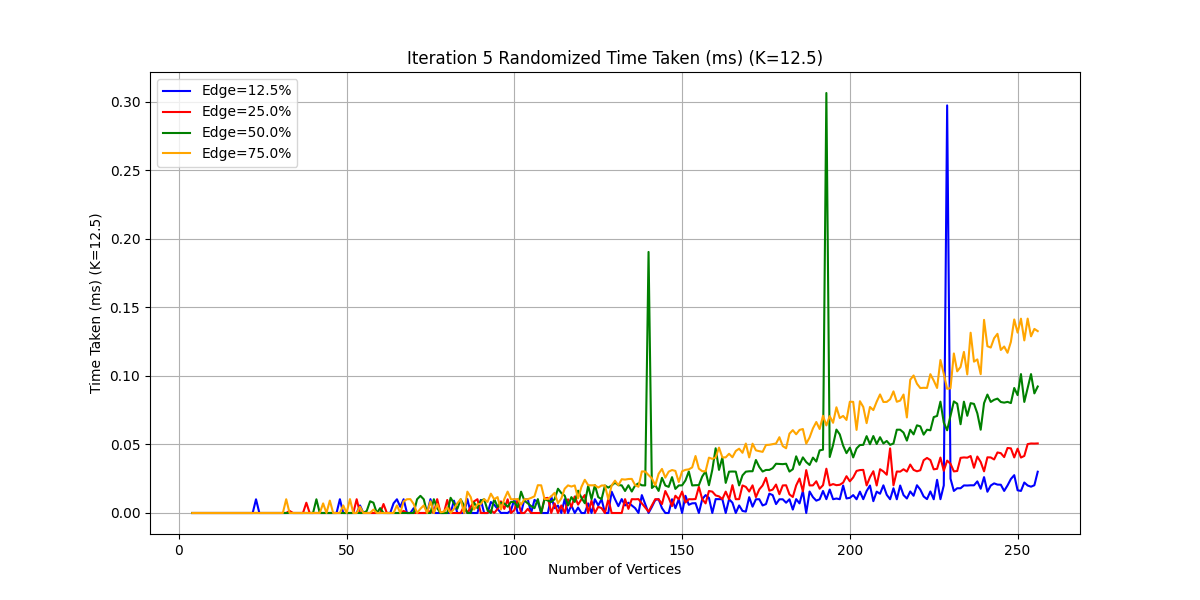 Iteration 5 Randomized Time Taken (ms) (K=12.5)
Edge=12.5%
Edge=25.0%
Edge=50.0%
Edge=75.0%
Time Taken (ms) (K=12.5)
0.30
0.25
0.20
0.15
0.10
0.05
0.00
0 50 100 150 200 250
Number of Vertices